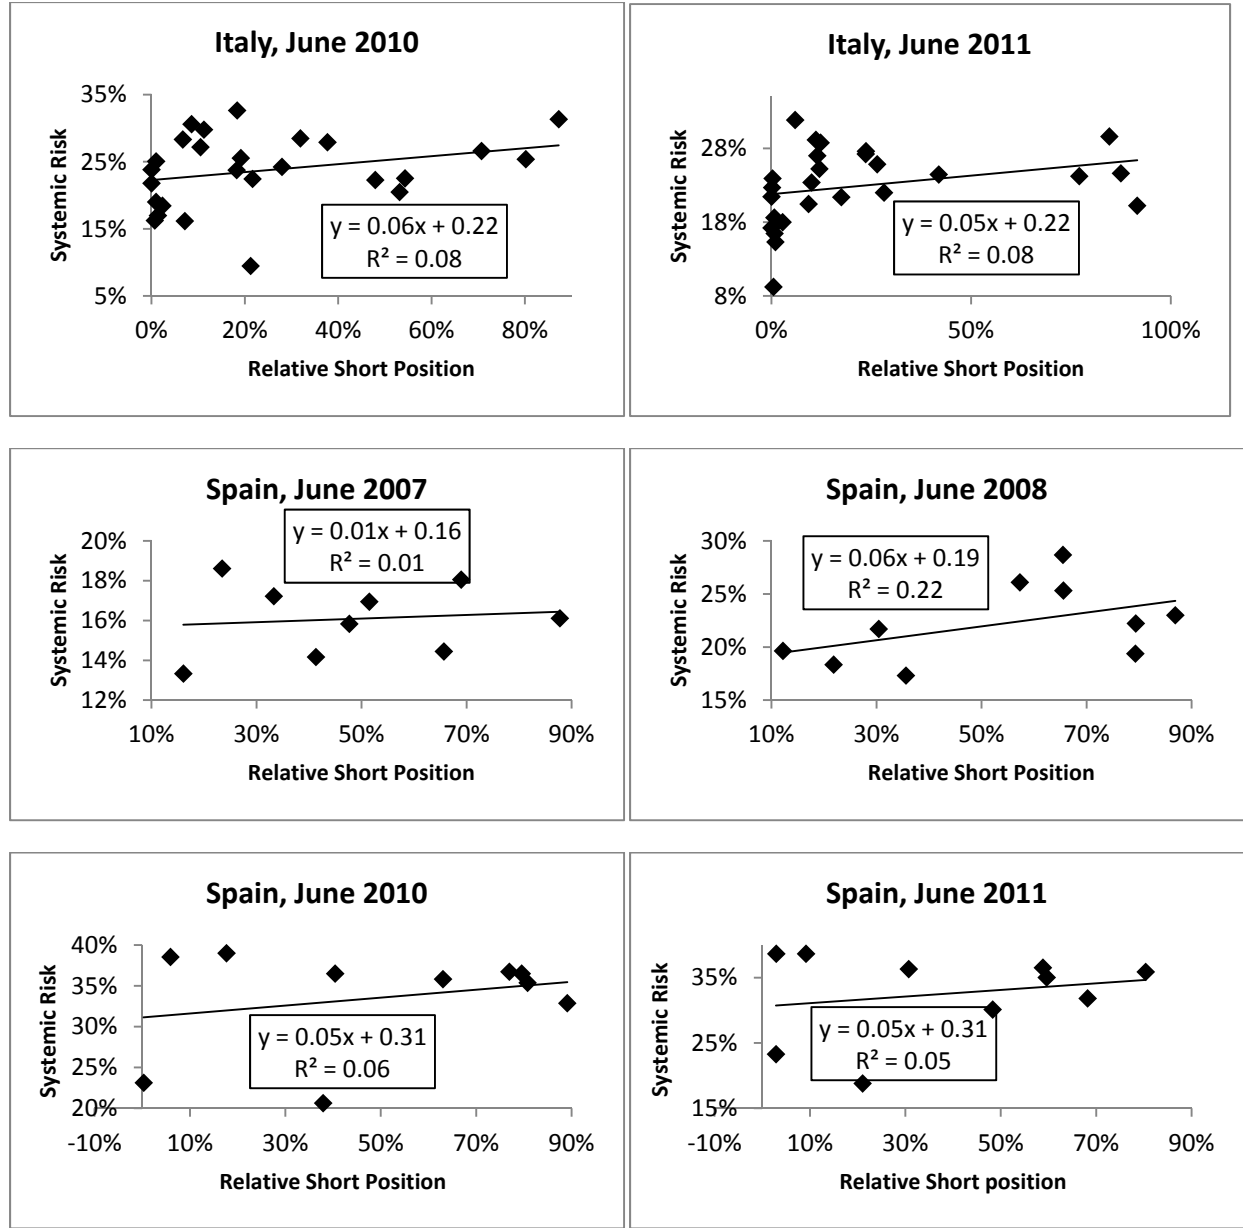 Italy, June 2010
35%
25%
15%
5%
Systemic Risk
y = 0.06x + 0.22
R² = 0.08
0% 20% 40% 60% 80%
Relative Short Position
Italy, June 2011
28%
18%
8%
Systemic Risk
y = 0.05x + 0.22
R² = 0.08
0% 50% 100%
Relative Short Position
Spain, June 2007
20%
18%
16%
14%
12%
Systemic Risk
y = 0.01x + 0.16
R² = 0.01
10% 30% 50% 70% 90%
Relative Short Position
Spain, June 2008
30%
25%
20%
15%
Systemic Risk
y = 0.06x + 0.19
R² = 0.22
10% 30% 50% 70% 90%
Relative Short Position
Spain, June 2010
40%
35%
30%
25%
20%
Systemic Risk
y = 0.05x + 0.31
R² = 0.06
-10% 10% 30% 50% 70% 90%
Relative Short Position
Spain, June 2011
35%
25%
15%
Systemic Risk
y = 0.05x + 0.31
R² = 0.05
-10% 10% 30% 50% 70% 90%
Relative Short position